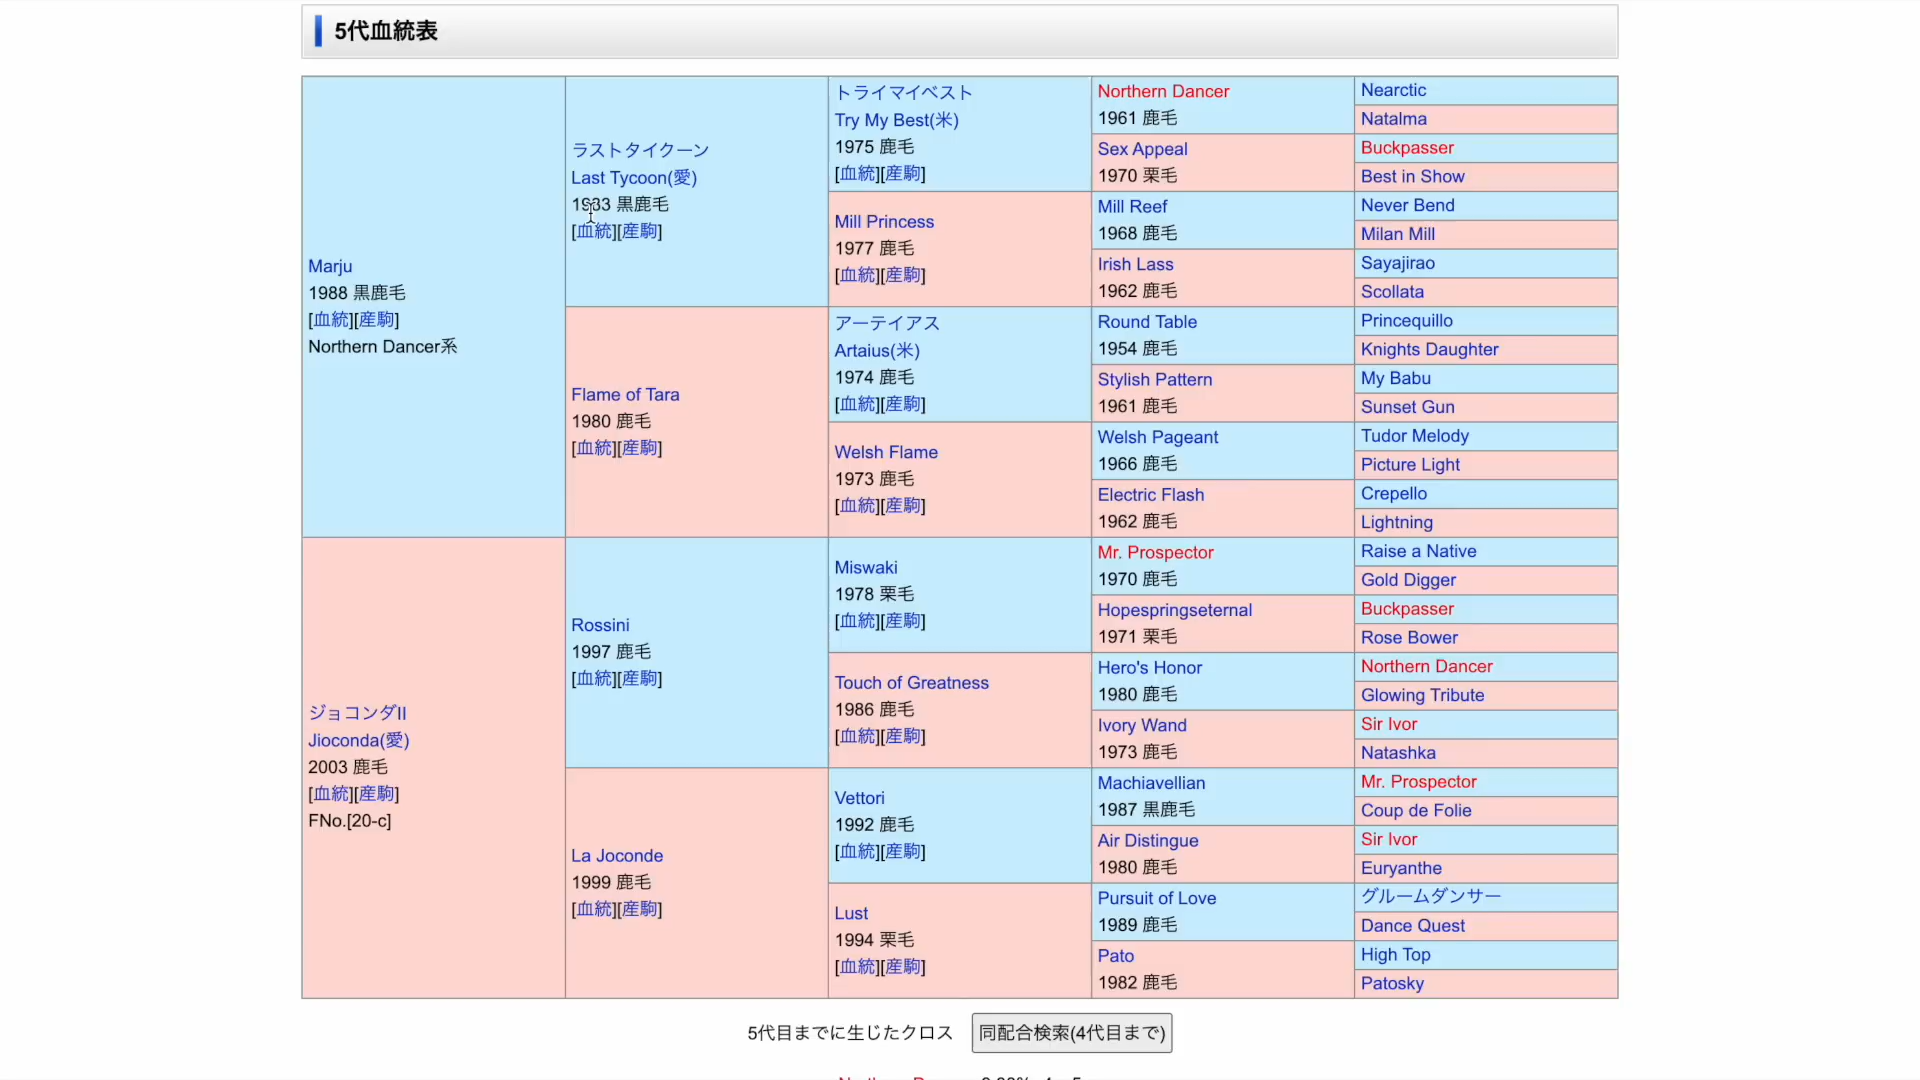 5代血統表
Marju
1988 黒鹿毛
[血統][産駒]
Northern Dancer系
ラストタイクーン
Last Tycoon(愛)
1983 黒鹿毛
[血統][産駒]
トライマイベスト
Try My Best(米)
1975 鹿毛
[血統][産駒]
Northern Dancer
1961 鹿毛
Nearctic
Natalma
Sex Appeal
1970 栗毛
Buckpasser
Best in Show
Mill Princess
1977 鹿毛
[血統][産駒]
Mill Reef
1968 鹿毛
Never Bend
Milan Mill
Irish Lass
1962 鹿毛
Sayajirao
Scollata
Flame of Tara
1980 鹿毛
[血統][産駒]
アーテイアス
Artaius(米)
1974 鹿毛
[血統][産駒]
Round Table
1954 鹿毛
Princequillo
Knights Daughter
Stylish Pattern
1961 鹿毛
My Babu
Sunset Gun
Welsh Flame
1973 鹿毛
[血統][産駒]
Welsh Pageant
1966 鹿毛
Tudor Melody
Picture Light
Electric Flash
1962 鹿毛
Crepello
Lightning
ジョコンダII
Jioconda(愛)
2003 鹿毛
[血統][産駒]
FNo.[20-c]
Rossini
1997 鹿毛
[血統][産駒]
Miswaki
1978 栗毛
[血統][産駒]
Mr. Prospector
1970 鹿毛
Raise a Native
Gold Digger
Hopespringseternal
1971 栗毛
Buckpasser
Rose Bower
Touch of Greatness
1986 鹿毛
[血統][産駒]
Hero's Honor
1980 鹿毛
Northern Dancer
Glowing Tribute
Ivory Wand
1973 鹿毛
Sir Ivor
Natashka
La Joconde
1999 鹿毛
[血統][産駒]
Vettori
1992 鹿毛
[血統][産駒]
Machiavellian
1987 黒鹿毛
Mr. Prospector
Coup de Folie
Air Distingue
1980 鹿毛
Sir Ivor
Euryanthe
Lust
1994 栗毛
[血統][産駒]
Pursuit of Love
1989 鹿毛
グルームダンサー
Dance Quest
Pato
1982 鹿毛
High Top
Patosky
5代目までに生じたクロス 同配合検索(4代目まで)